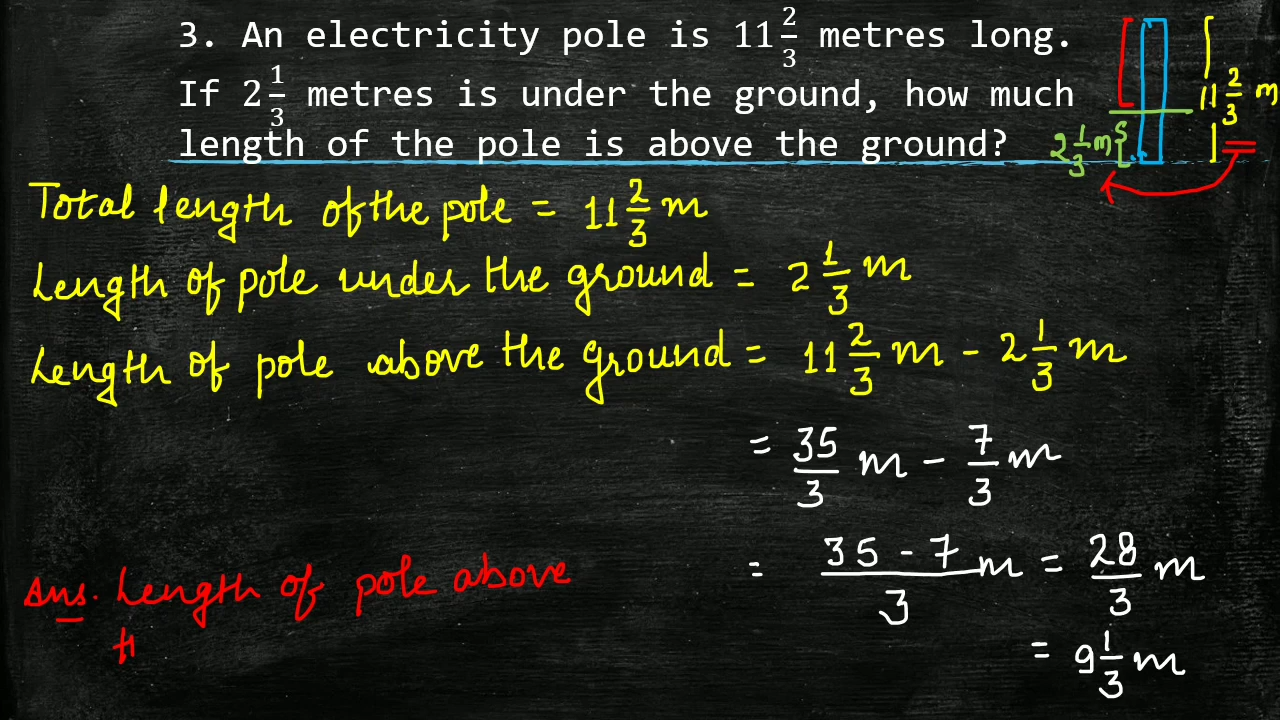 3. An electricity pole is 11 2/3 metres long.
If 2 1/3 metres is under the ground, how much
length of the pole is above the ground?
11 2/3 m
2 1/3 m
Total length of the pole = 11 2/3 m
Length of pole under the ground = 2 1/3 m
Length of pole above the ground = 11 2/3 m - 2 1/3 m
= 35/3 m - 7/3 m
= (35 - 7)/3 m = 28/3 m
= 9 1/3 m
Ans. Length of pole above